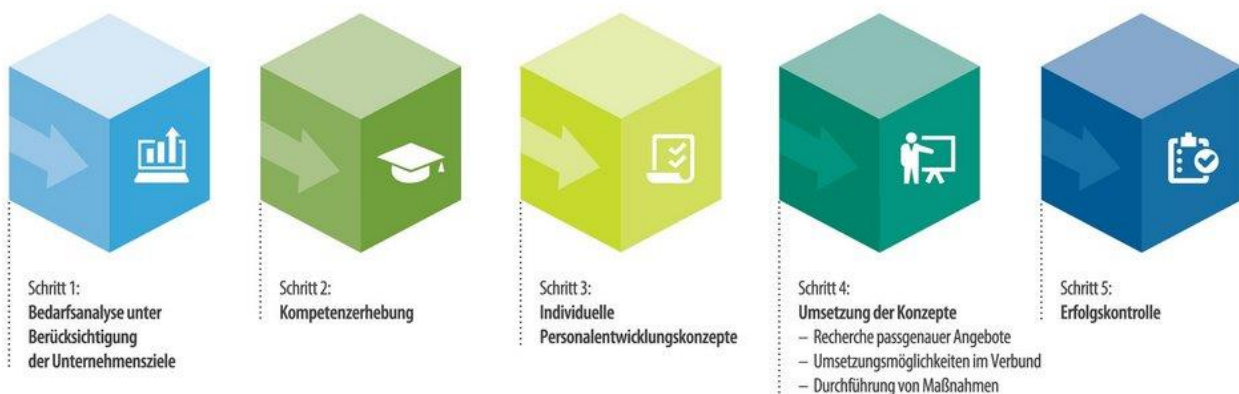 Schritt 1:
Bedarfsanalyse unter
Berücksichtigung
der Unternehmensziele
Schritt 2:
Kompetenzerhebung
Schritt 3:
Individuelle
Personalentwicklungskonzepte
Schritt 4:
Umsetzung der Konzepte
– Recherche passgenauer Angebote
– Umsetzungsmöglichkeiten im Verbund
– Durchführung von Maßnahmen
Schritt 5:
Erfolgskontrolle